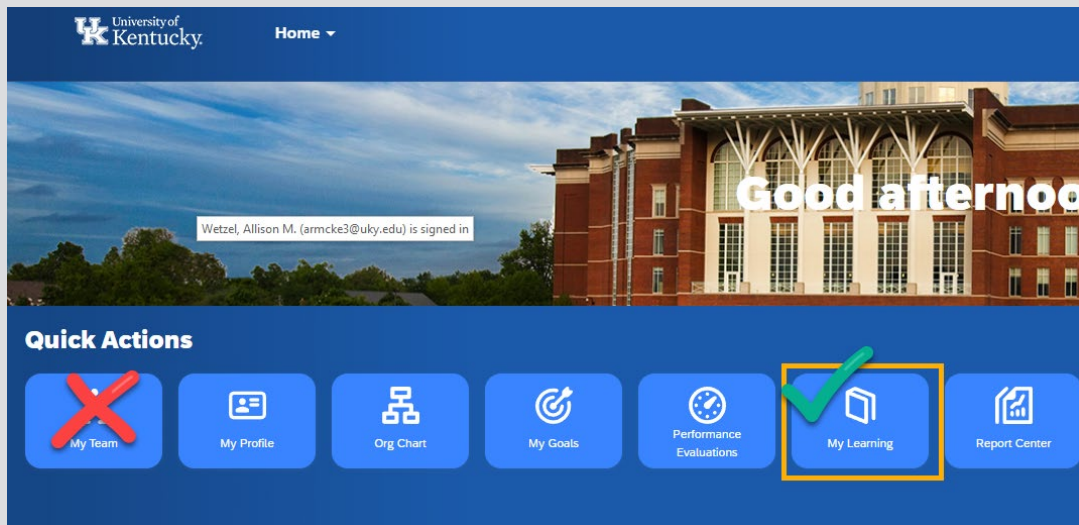 University of
Kentucky.
Home
Good afternoo
Wetzel, Allison M. (armcke3@uky.edu) is signed in
Quick Actions
My Team
My Profile
Org Chart
My Goals
Performance
Evaluations
My Learning
Report Center